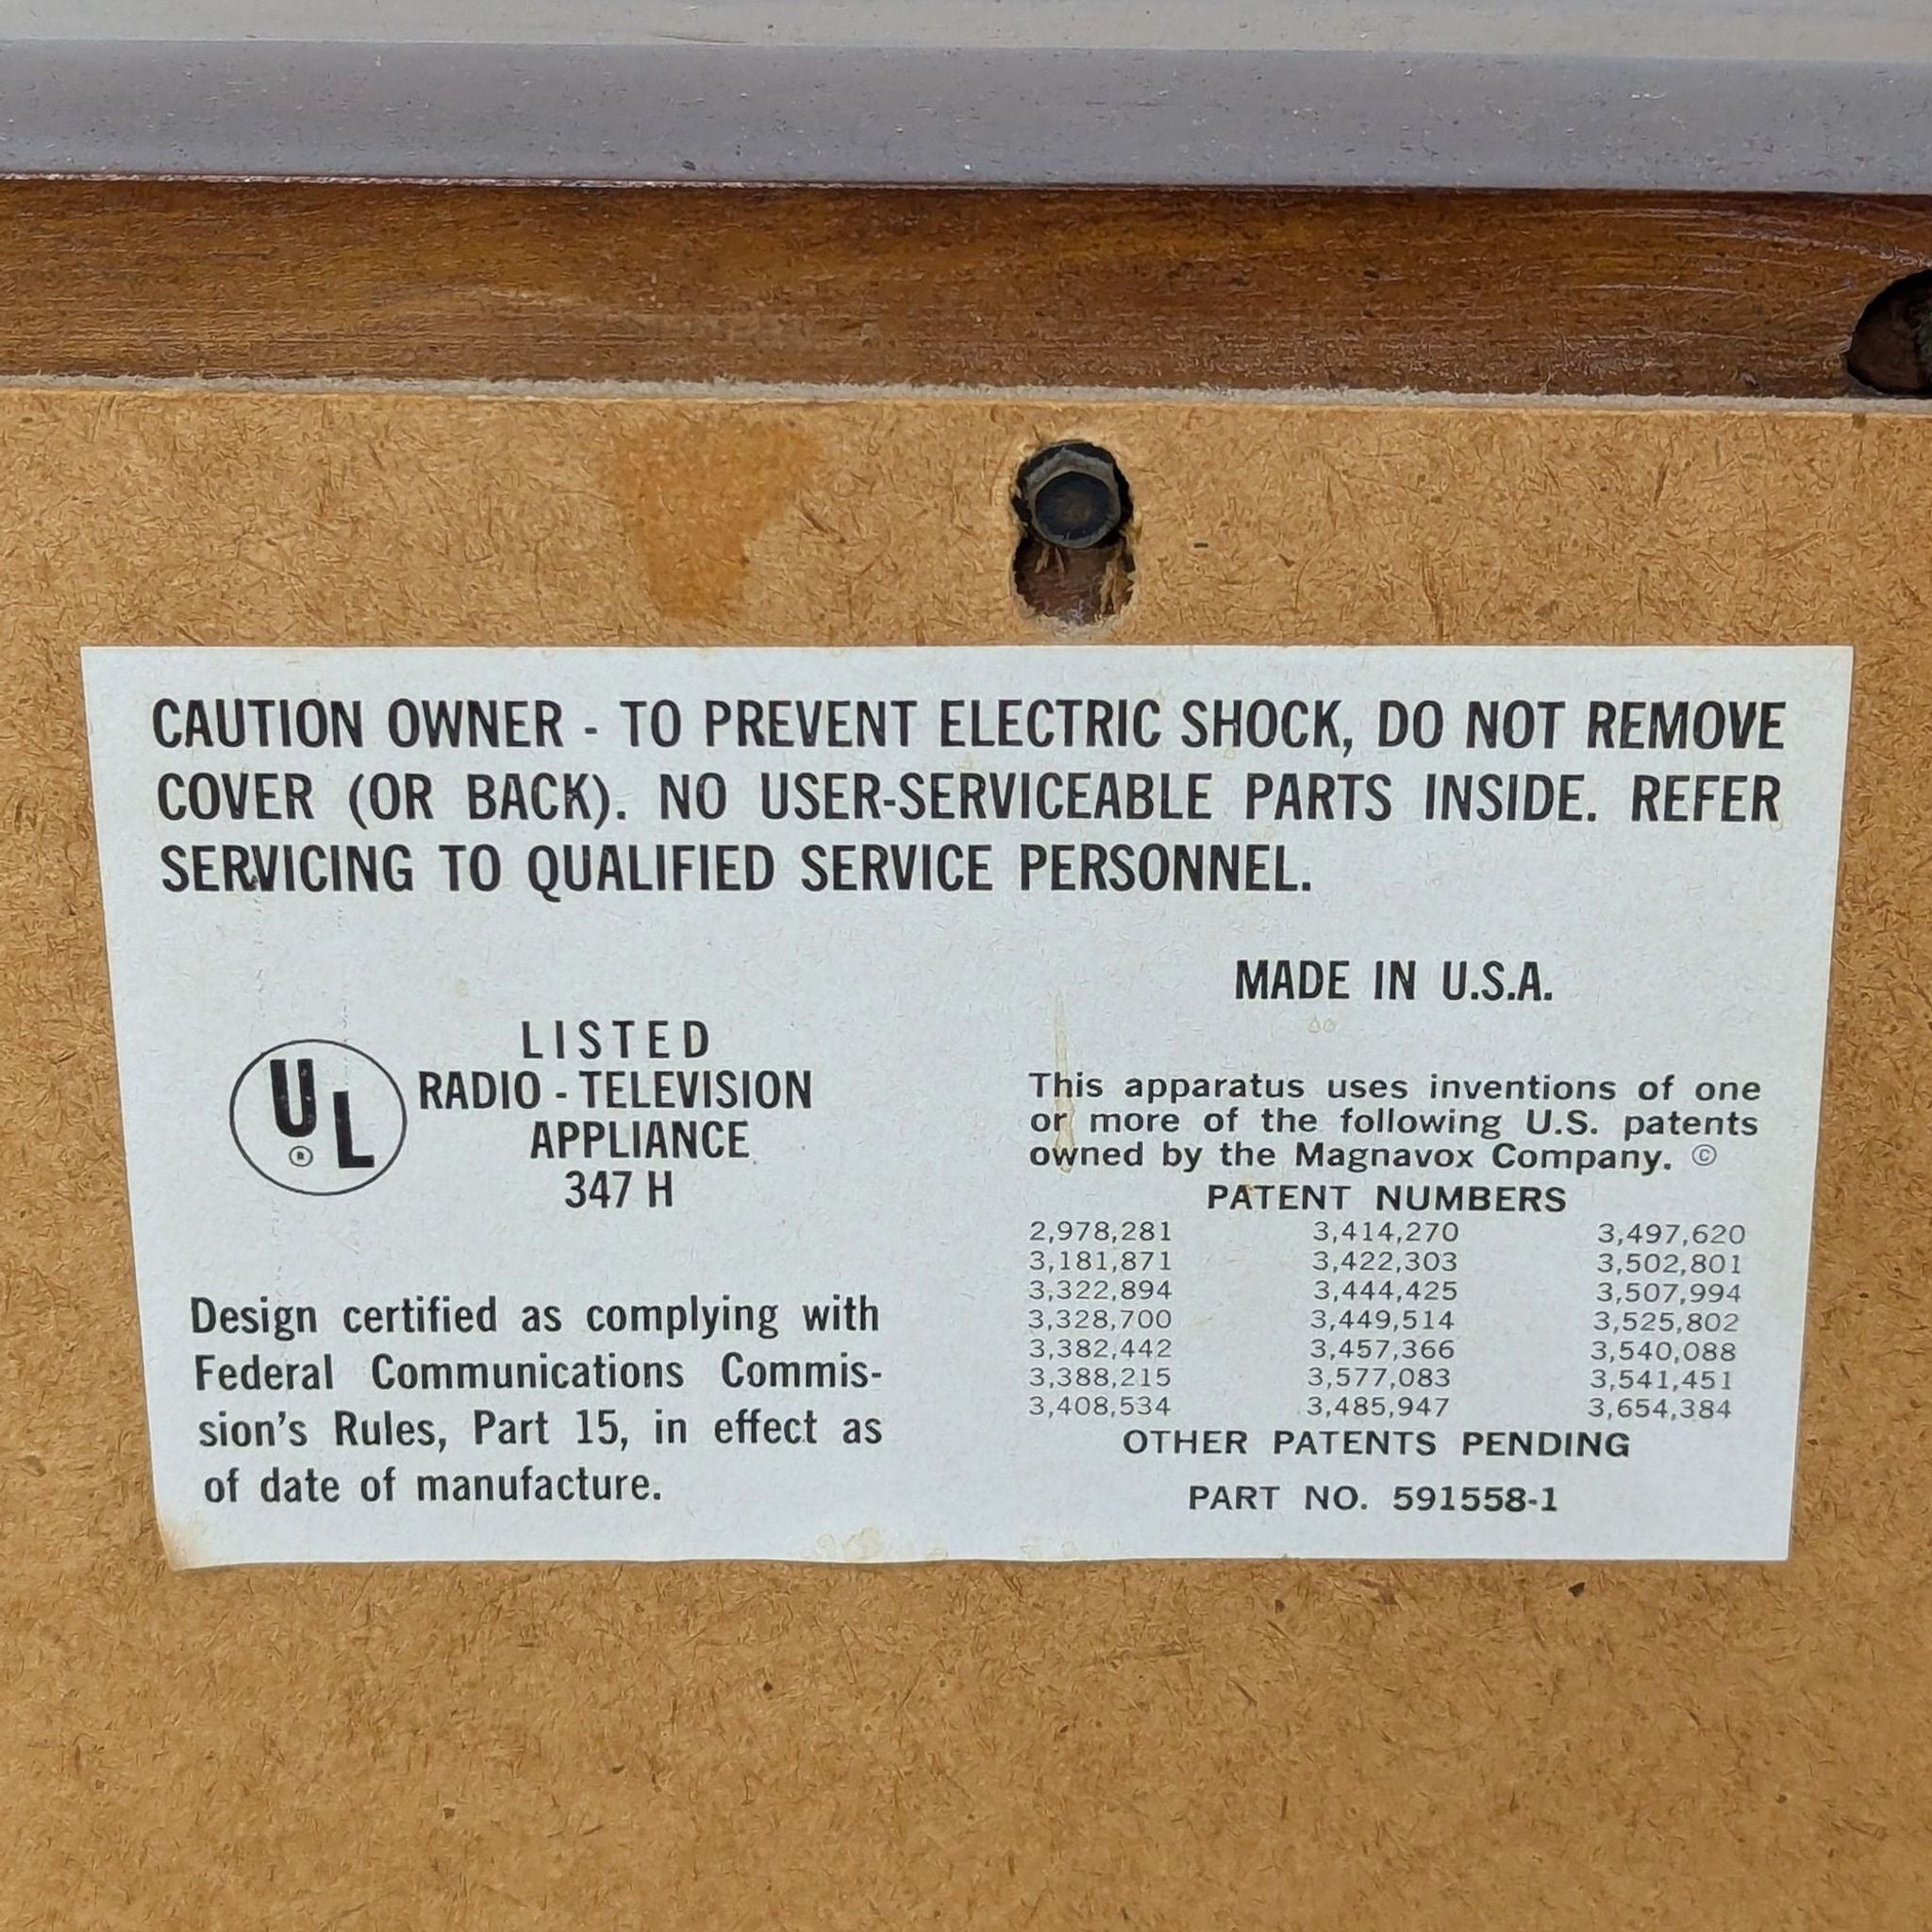 CAUTION OWNER - TO PREVENT ELECTRIC SHOCK, DO NOT REMOVE
COVER (OR BACK). NO USER-SERVICEABLE PARTS INSIDE. REFER
SERVICING TO QUALIFIED SERVICE PERSONNEL.
UL
®
LISTED
RADIO - TELEVISION
APPLIANCE
347 H
Design certified as complying with
Federal Communications Commis-
sion's Rules, Part 15, in effect as
of date of manufacture.
MADE IN U.S.A.
This apparatus uses inventions of one
or more of the following U.S. patents
owned by the Magnavox Company. ©
PATENT NUMBERS
2,978,281 3,414,270 3,497,620
3,181,871 3,422,303 3,502,801
3,322,894 3,444,425 3,507,994
3,328,700 3,449,514 3,525,802
3,382,442 3,457,366 3,540,088
3,388,215 3,577,083 3,541,451
3,408,534 3,485,947 3,654,384
OTHER PATENTS PENDING
PART NO. 591558-1